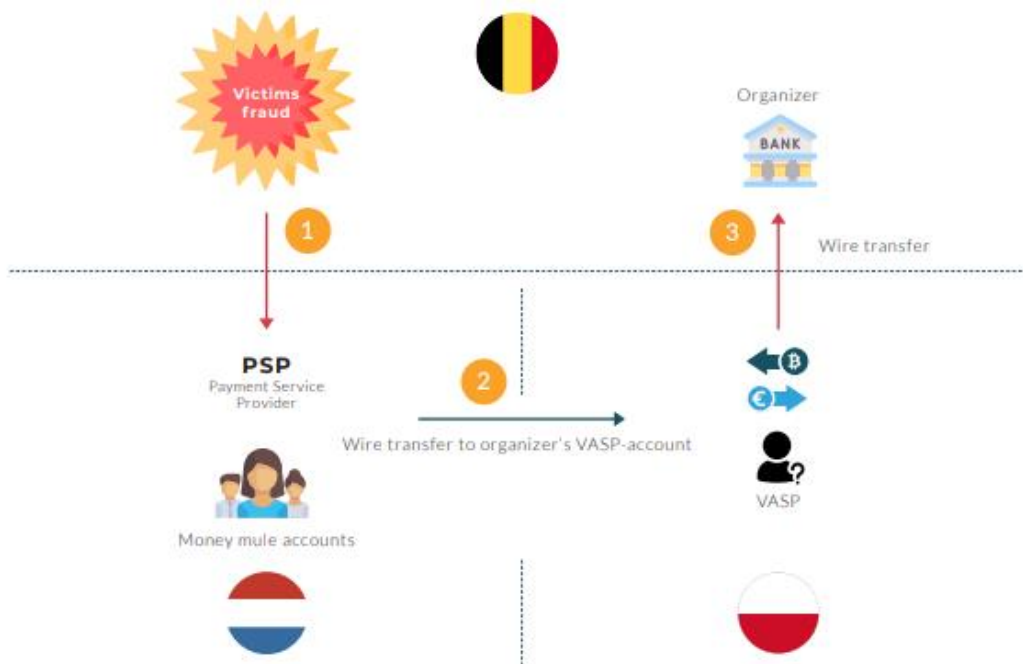 Victims
fraud
Organizer
BANK
1
3
Wire transfer
PSP
Payment Service
Provider
2
₿
€
Wire transfer to organizer's VASP-account
?
VASP
Money mule accounts